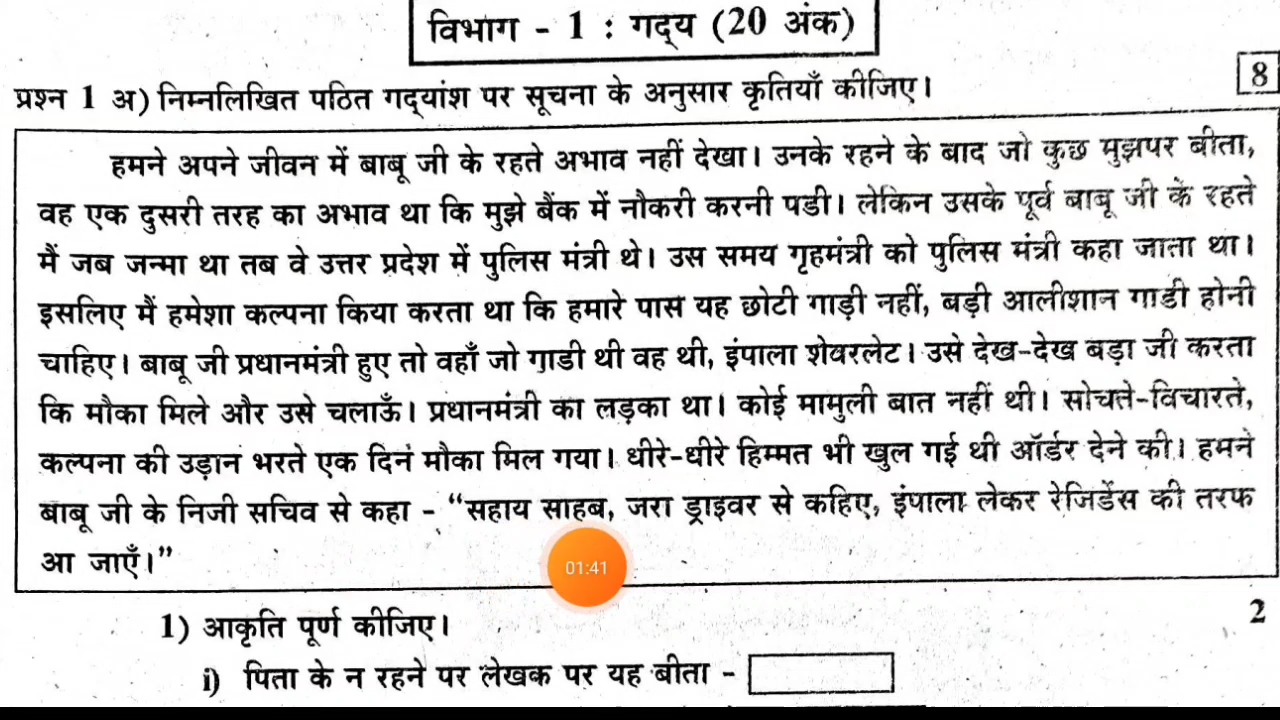 विभाग - 1 : गद्य (20 अंक)
8
प्रश्न 1 अ) निम्नलिखित पठित गद्यांश पर सूचना के अनुसार कृतियाँ कीजिए।
हमने अपने जीवन में बाबू जी के रहते अभाव नहीं देखा। उनके रहने के बाद जो कुछ मुझपर बीता,
वह एक दुसरी तरह का अभाव था कि मुझे बैंक में नौकरी करनी पडी। लेकिन उसके पूर्व बाबू जी के रहते
मैं जब जन्मा था तब वे उत्तर प्रदेश में पुलिस मंत्री थे। उस समय गृहमंत्री को पुलिस मंत्री कहा जाता था।
इसलिए मैं हमेशा कल्पना किया करता था कि हमारे पास यह छोटी गाड़ी नहीं, बड़ी आलीशान गाडी होनी
चाहिए। बाबू जी प्रधानमंत्री हुए तो वहाँ जो गाडी थी वह थी, इंपाला शेवरलेट। उसे देख-देख बड़ा जी करता
कि मौका मिले और उसे चलाऊँ। प्रधानमंत्री का लड़का था। कोई मामुली बात नहीं थी। सोचते-विचारते,
कल्पना की उड़ान भरते एक दिन मौका मिल गया। धीरे-धीरे हिम्मत भी खुल गई थी ऑर्डर देने की। हमने
बाबू जी के निजी सचिव से कहा - “सहाय साहब, जरा ड्राइवर से कहिए, इंपाला लेकर रेजिडेंस की तरफ
आ जाएँ।”
01:41
1) आकृति पूर्ण कीजिए।
2
i) पिता के न रहने पर लेखक पर यह बीता -